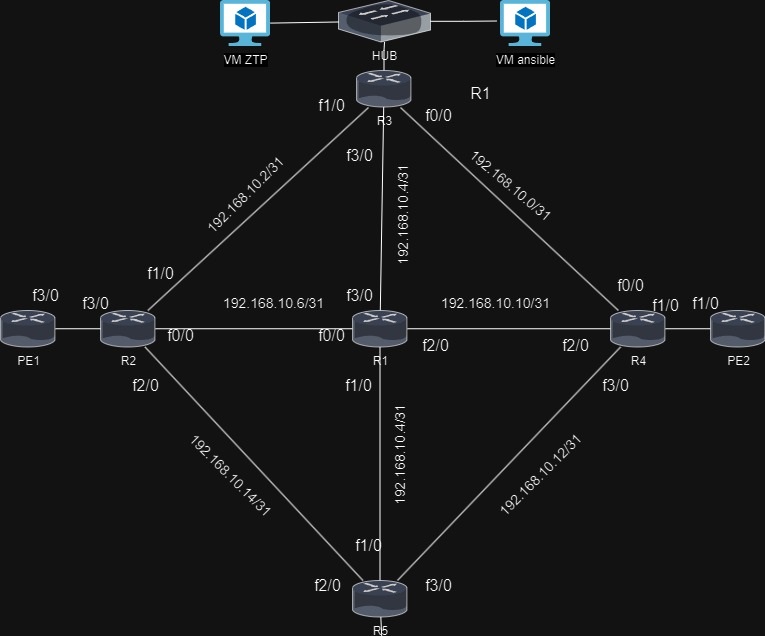 VM ZTP
HUB
VM ansible
R1
f1/0
R3
f0/0
f3/0
192.168.10.2/31
192.168.10.4/31
192.168.10.0/31
f1/0
f0/0
f3/0
f3/0
192.168.10.6/31
f3/0
192.168.10.10/31
f1/0
f1/0
f0/0
f0/0
f2/0
f2/0
PE1
R2
R1
R4
PE2
f2/0
f1/0
f3/0
192.168.10.14/31
192.168.10.4/31
192.168.10.12/31
f1/0
f2/0
f3/0
R5